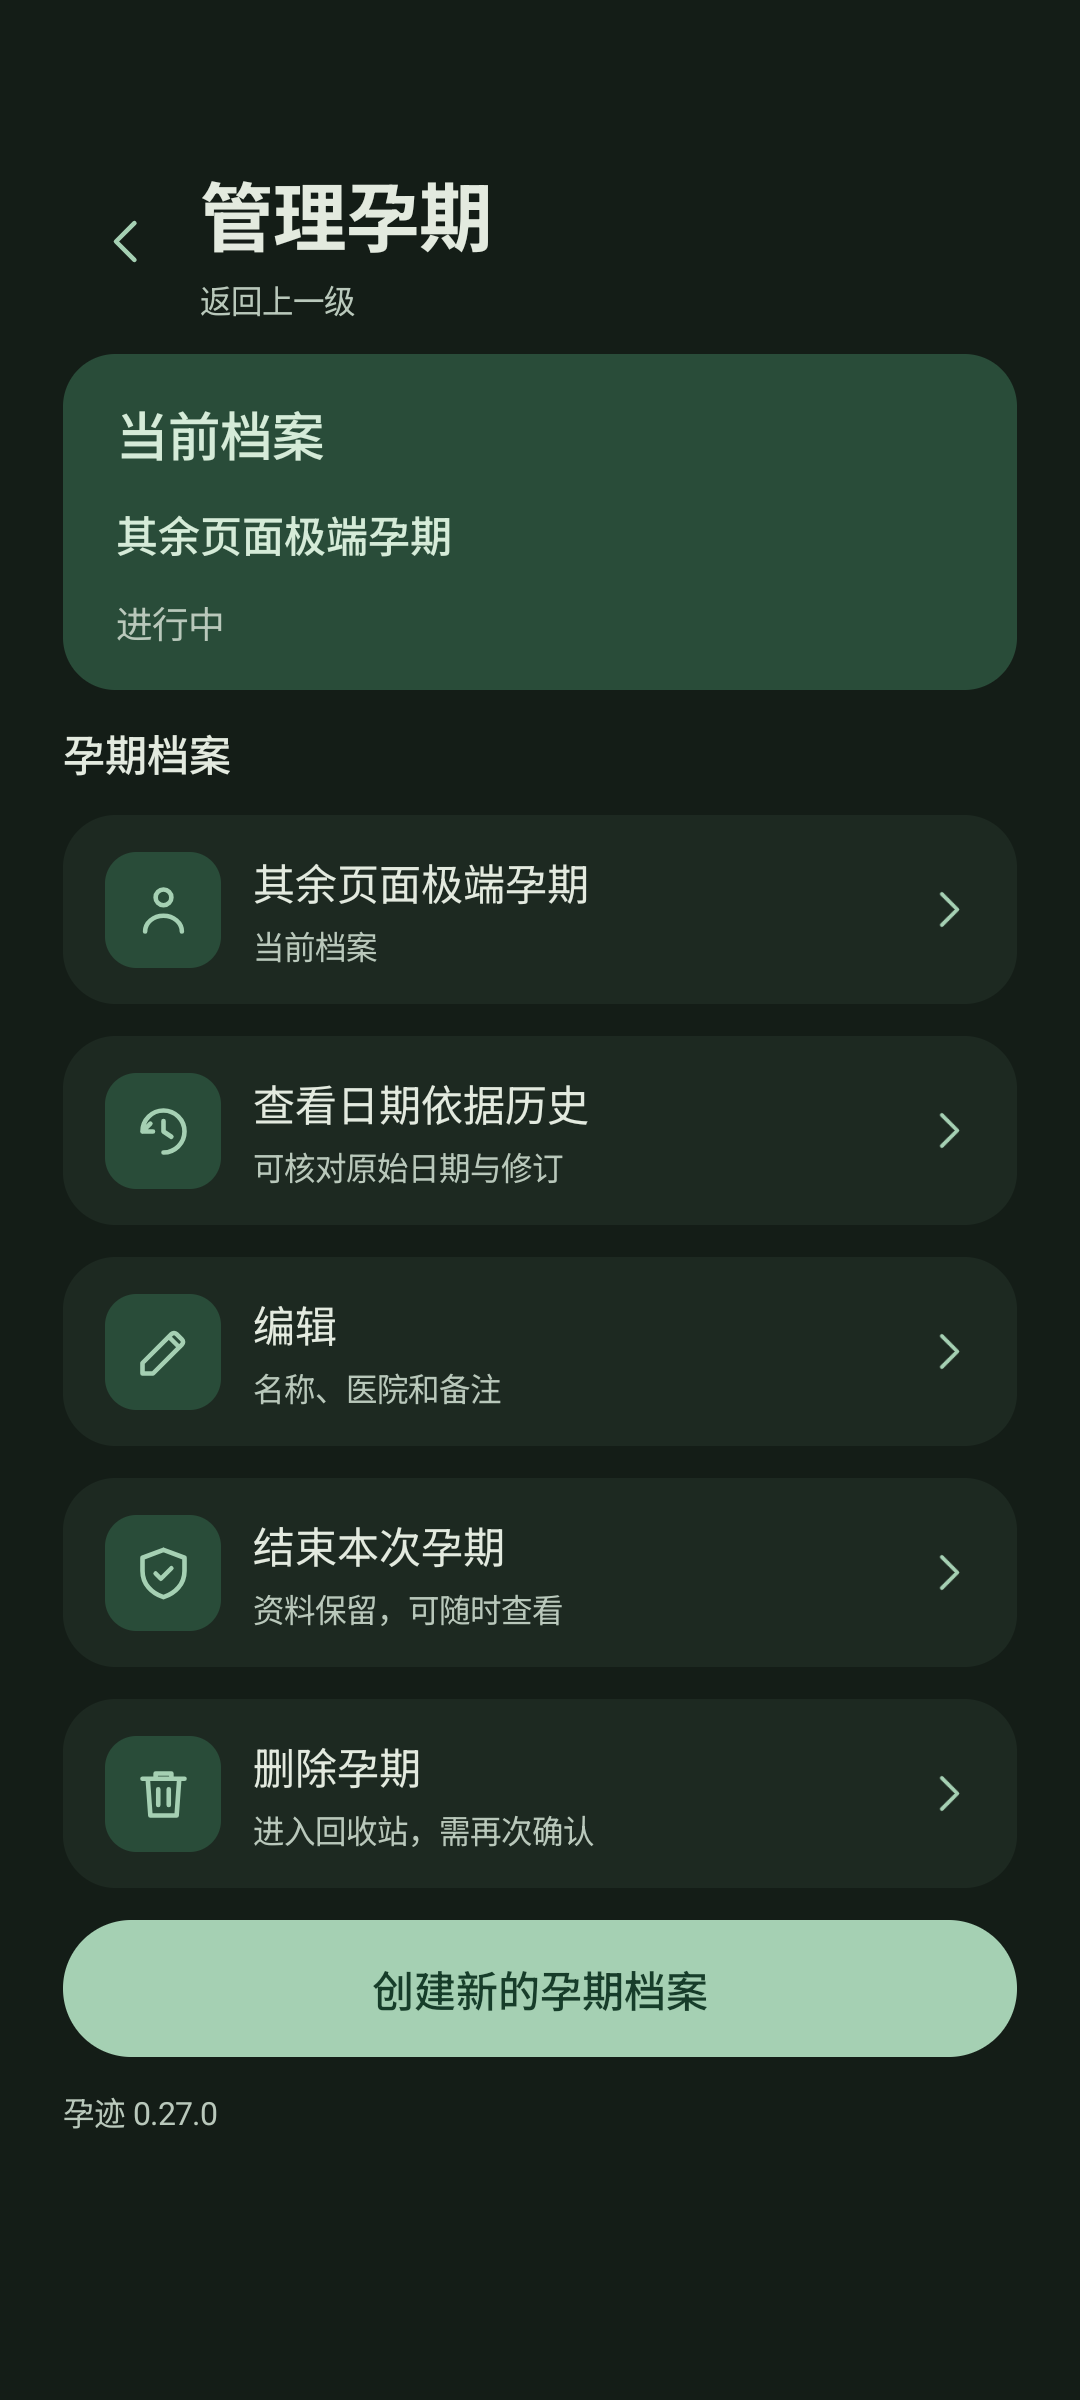 管理孕期
返回上一级
当前档案
其余页面极端孕期
进行中
孕期档案
其余页面极端孕期
当前档案
查看日期依据历史
可核对原始日期与修订
编辑
名称、医院和备注
结束本次孕期
资料保留，可随时查看
删除孕期
进入回收站，需再次确认
创建新的孕期档案
孕迹 0.27.0